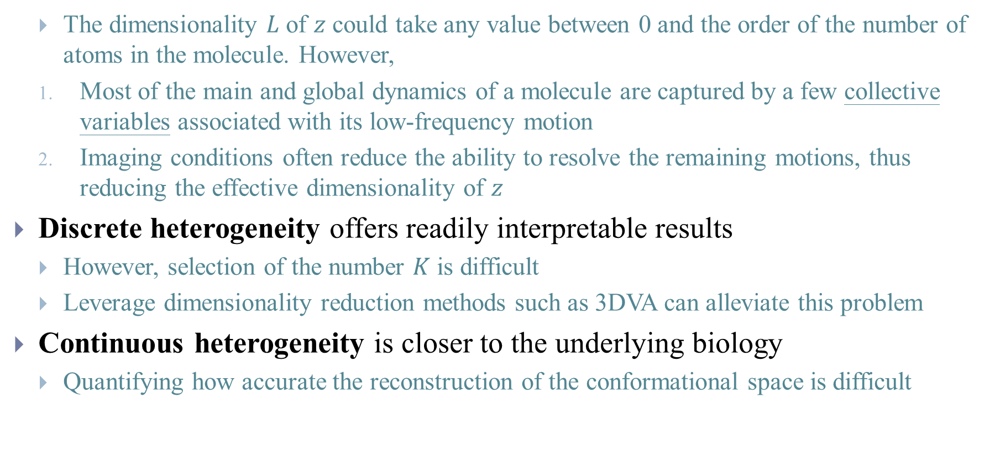 The dimensionality L of z could take any value between 0 and the order of the number of
atoms in the molecule. However,
1. Most of the main and global dynamics of a molecule are captured by a few collective
variables associated with its low-frequency motion
2. Imaging conditions often reduce the ability to resolve the remaining motions, thus
reducing the effective dimensionality of z
Discrete heterogeneity offers readily interpretable results
However, selection of the number K is difficult
Leverage dimensionality reduction methods such as 3DVA can alleviate this problem
Continuous heterogeneity is closer to the underlying biology
Quantifying how accurate the reconstruction of the conformational space is difficult